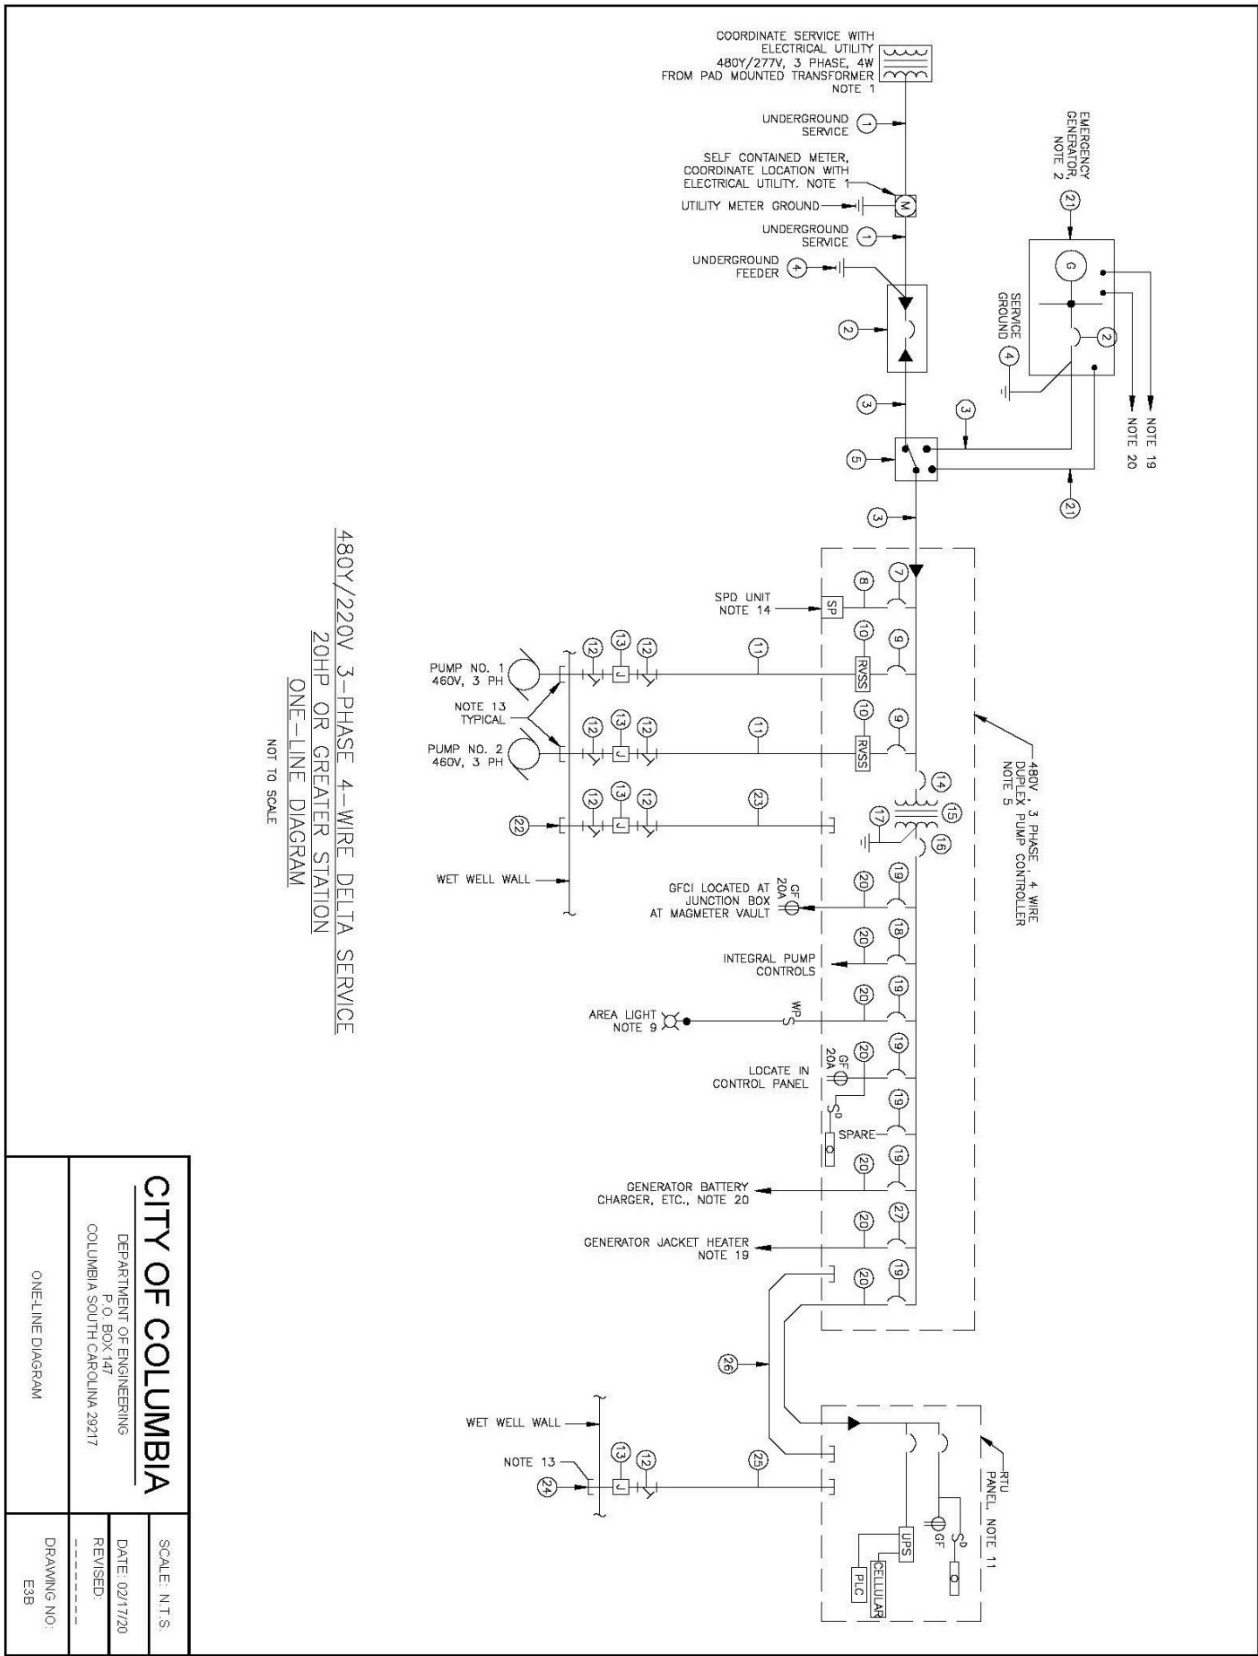 COORDINATE SERVICE WITH
ELECTRICAL UTILITY
480Y/277V, 3 PHASE, 4W
FROM PAD MOUNTED TRANSFORMER
NOTE 1
UNDERGROUND
SERVICE
1
SELF CONTAINED METER,
COORDINATE LOCATION WITH
ELECTRICAL UTILITY. NOTE 1
M
UTILITY METER GROUND
UNDERGROUND
SERVICE
1
UNDERGROUND
FEEDER
4
2
3
5
3
EMERGENCY
GENERATOR,
NOTE 2
21
G
2
SERVICE
GROUND
4
NOTE 19
NOTE 20
3
21
480V, 3 PHASE, 4 WIRE
DUPLEX PUMP CONTROLLER
NOTE 5
7
8
SPD UNIT
NOTE 14
SP
9
10
RVSS
11
12
13
J
12
PUMP NO. 1
460V, 3 PH
NOTE 13
TYPICAL
9
10
RVSS
11
12
13
J
12
PUMP NO. 2
460V, 3 PH
14
15
16
17
23
12
13
J
12
22
WET WELL WALL
19
20
GF
20A
GFCI LOCATED AT
JUNCTION BOX
AT MAGMETER VAULT
18
20
INTEGRAL PUMP
CONTROLS
19
20
WP
S
AREA LIGHT
NOTE 9
19
20
GF
20A
LOCATE IN
CONTROL PANEL
SD
19
SPARE
19
20
GENERATOR BATTERY
CHARGER, ETC., NOTE 20
27
20
GENERATOR JACKET HEATER
NOTE 19
19
20
26
RTU
PANEL, NOTE 11
GF
SD
UPS
CELLULAR
PLC
25
12
13
J
WET WELL WALL
NOTE 13
24
480Y/220V 3-PHASE 4-WIRE DELTA SERVICE
20HP OR GREATER STATION
ONE-LINE DIAGRAM
NOT TO SCALE
CITY OF COLUMBIA
DEPARTMENT OF ENGINEERING
P.O. BOX 147
COLUMBIA SOUTH CAROLINA 29217
ONE-LINE DIAGRAM
SCALE: N.T.S.
DATE: 02/17/20
REVISED:
-------
DRAWING NO:
E3B